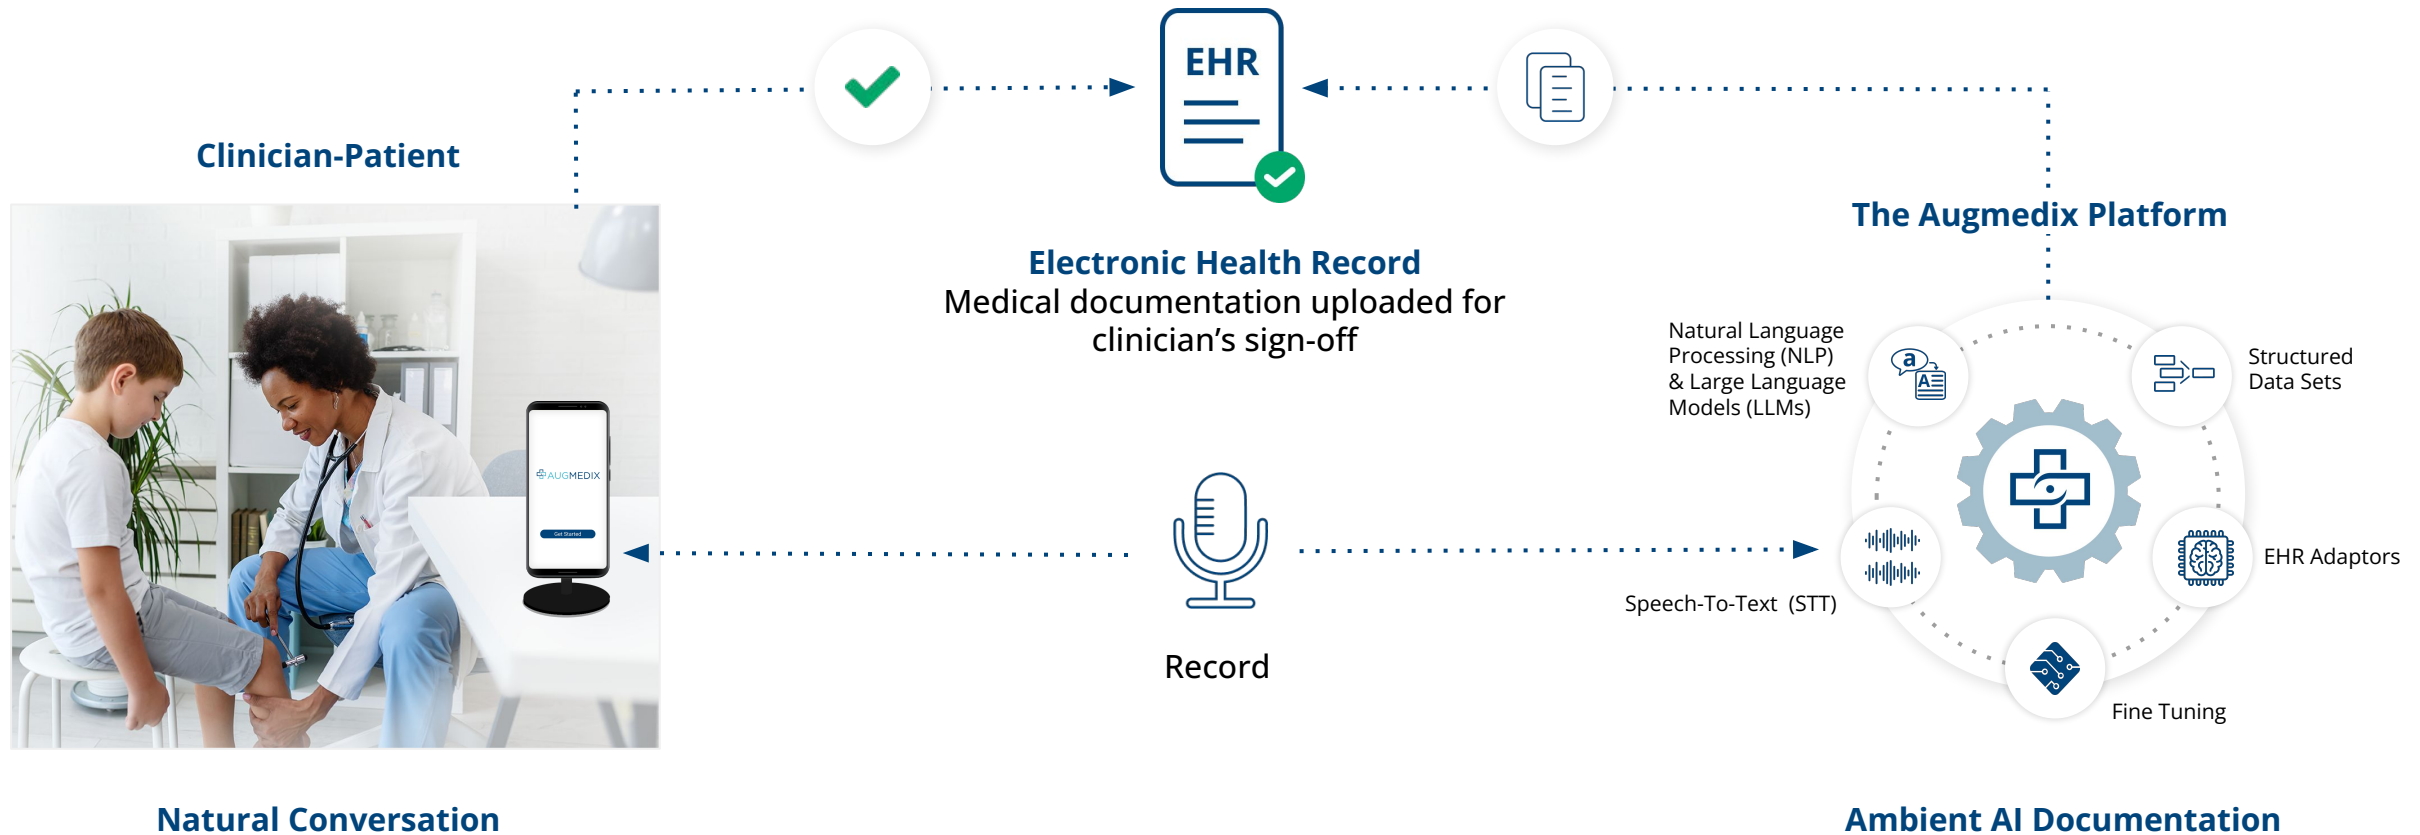 EHR
Clinician-Patient
The Augmedix Platform
Electronic Health Record
Medical documentation uploaded for
clinician’s sign-off
Natural Language
Processing (NLP)
& Large Language
Models (LLMs)
a
A
Structured
Data Sets
AUGMEDIX
Get Started
EHR Adaptors
Speech-To-Text (STT)
Record
Fine Tuning
Natural Conversation
Ambient AI Documentation